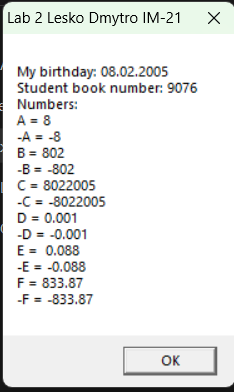 Lab 2 Lesko Dmytro IM-21
My birthday: 08.02.2005
Student book number: 9076
Numbers:
A = 8
-A = -8
B = 802
-B = -802
C = 8022005
-C = -8022005
D = 0.001
-D = -0.001
E =  0.088
-E = -0.088
F = 833.87
-F = -833.87
OK